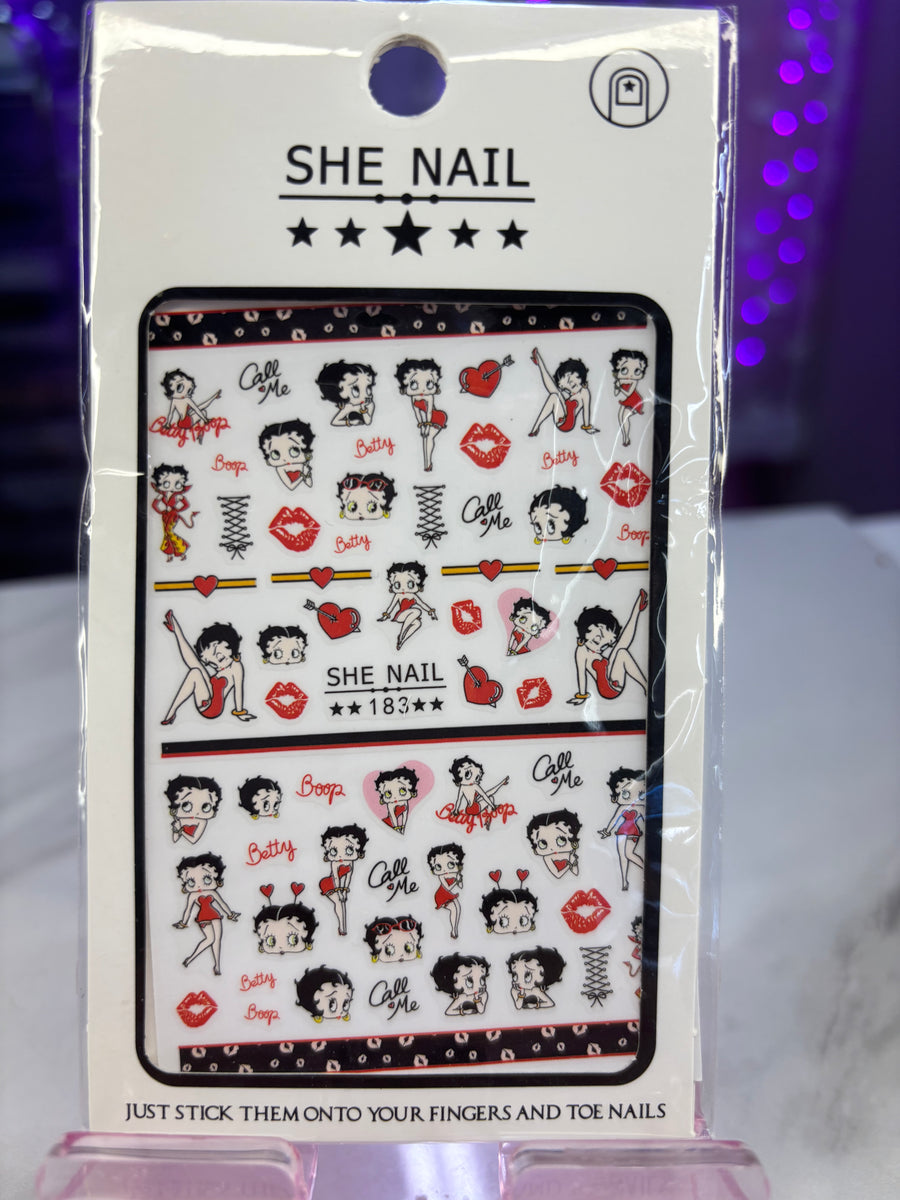 SHE NAIL
Call Me
Betty Boop
Betty
Boop
Betty
Call Me
Betty
Boop
SHE NAIL
183
Boop
Call Me
Betty Boop
Betty
Call Me
Betty
Boop
Call Me
JUST STICK THEM ONTO YOUR FINGERS AND TOE NAILS